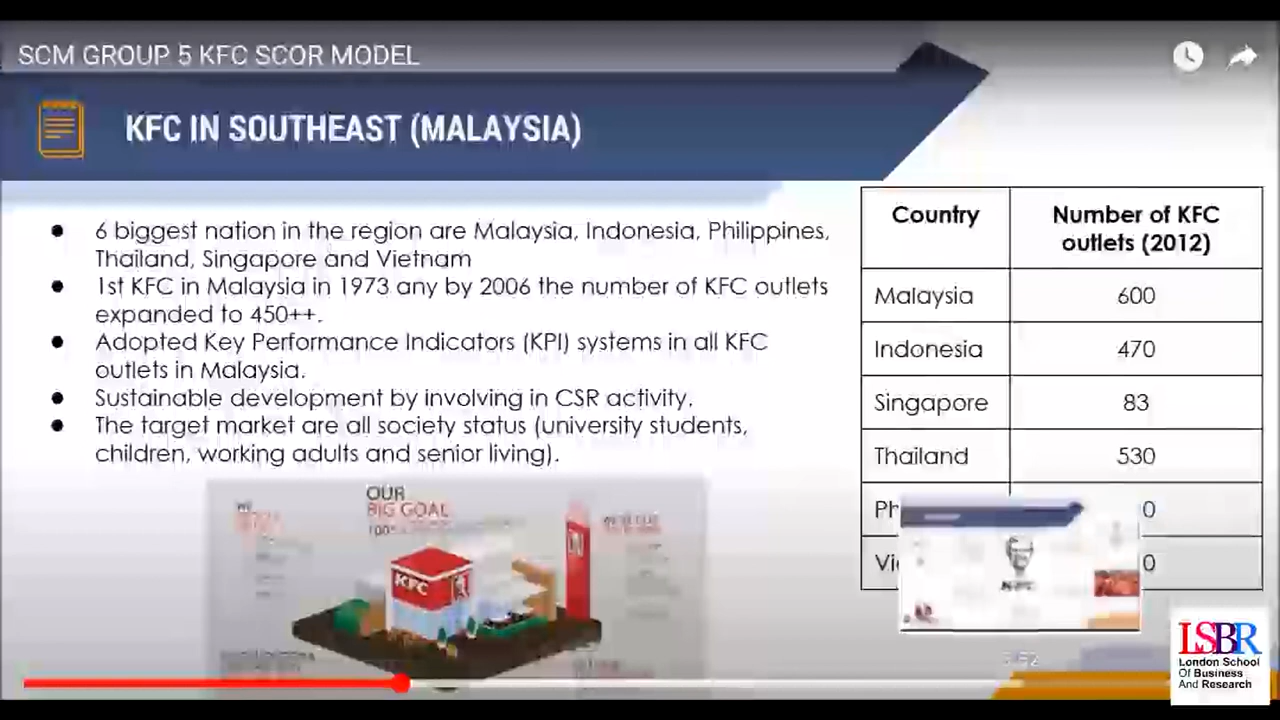 SCM GROUP 5 KFC SCOR MODEL
KFC IN SOUTHEAST (MALAYSIA)
● 6 biggest nation in the region are Malaysia, Indonesia, Philippines,
Thailand, Singapore and Vietnam
● 1st KFC in Malaysia in 1973 any by 2006 the number of KFC outlets
expanded to 450++.
● Adopted Key Performance Indicators (KPI) systems in all KFC
outlets in Malaysia.
● Sustainable development by involving in CSR activity.
● The target market are all society status (university students,
children, working adults and senior living).
Country Number of KFC
outlets (2012)
Malaysia 600
Indonesia 470
Singapore 83
Thailand 530
Ph 0
Vi 0
OUR
BIG GOAL
KFC
KFC
LSBR
London School
Of Business
And Research